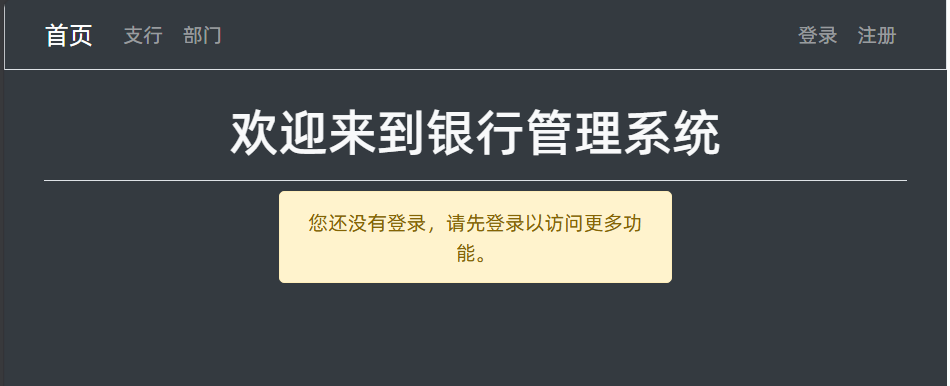 首页 支行 部门 登录 注册
欢迎来到银行管理系统
您还没有登录，请先登录以访问更多功
能。